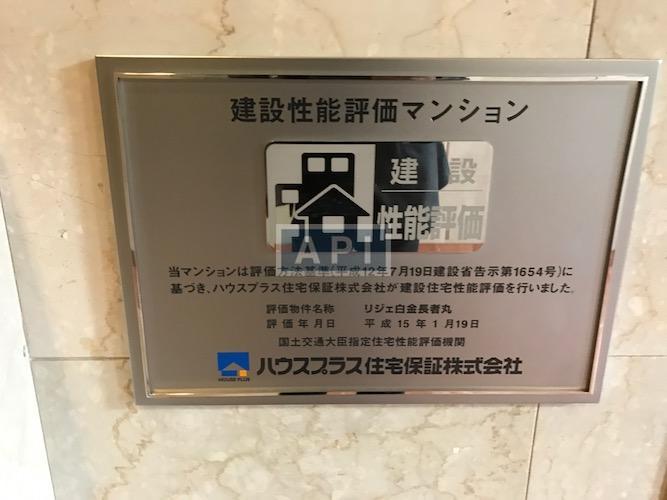 建設性能評価マンション
建設
性能評価
API
当マンションは評価方法基準(平成12年7月19日建設省告示第1654号)に
基づき、ハウスプラス住宅保証株式会社が建設住宅性能評価を行いました。
評価物件名称 リジェ白金長者丸
評価年月日 平成15年1月19日
国土交通大臣指定住宅性能評価機関
HOUSE PLUS
ハウスプラス住宅保証株式会社